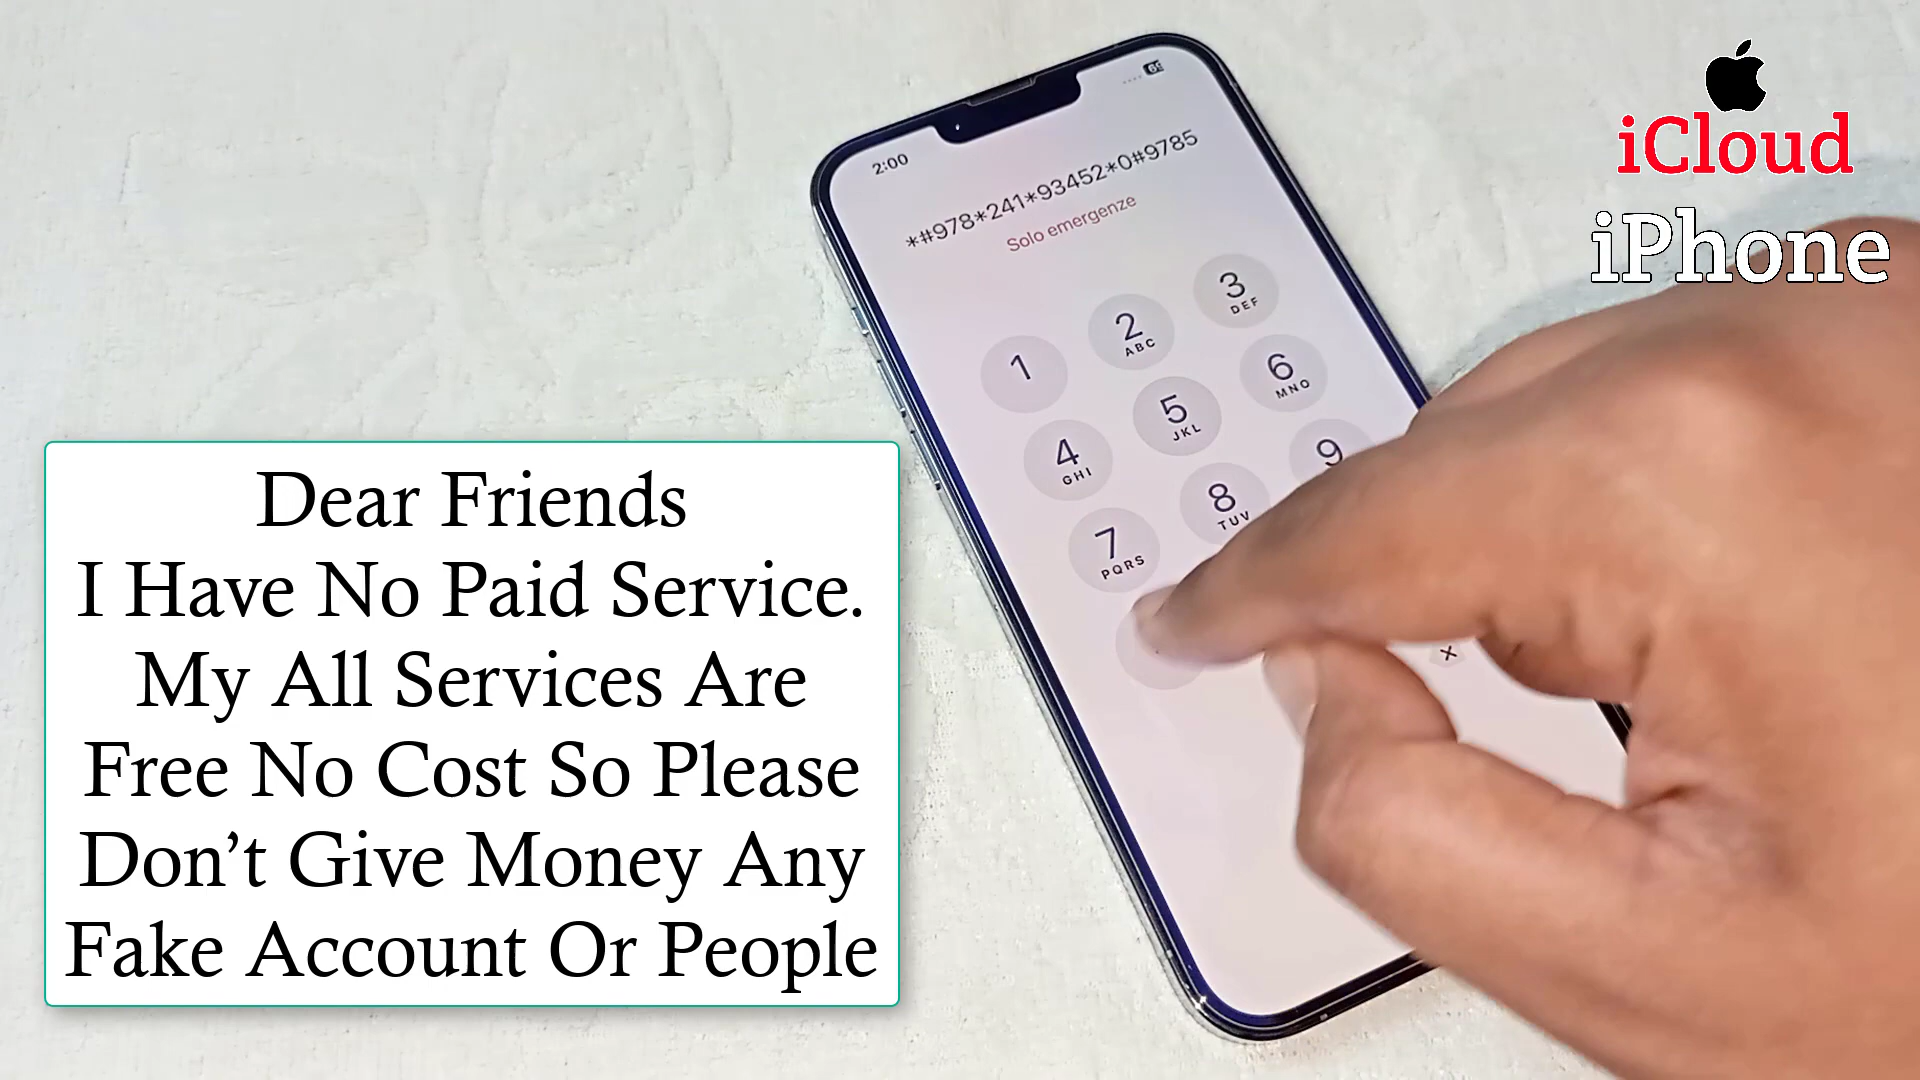 iCloud
iPhone
2:00
*#978*241*93452*0#9785
Solo emergenze
1
2
ABC
3
DEF
4
GHI
5
JKL
6
MNO
7
PQRS
8
TUV
9
Dear Friends
I Have No Paid Service.
My All Services Are
Free No Cost So Please
Don’t Give Money Any
Fake Account Or People